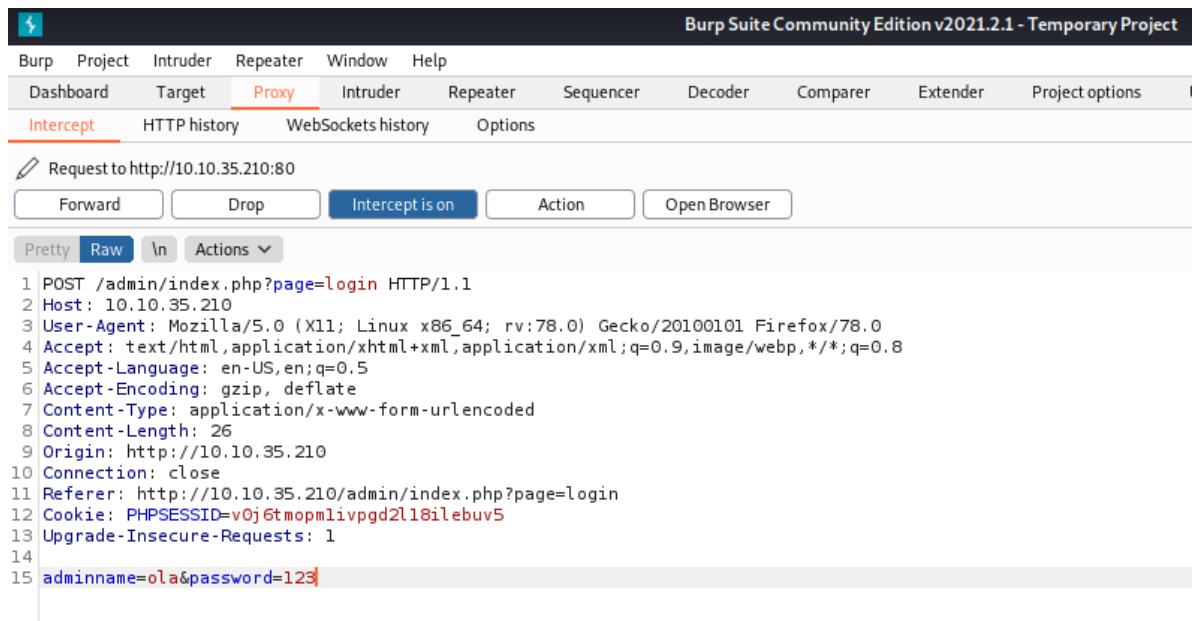 Burp Suite Community Edition v2021.2.1 - Temporary Project
Burp Project Intruder Repeater Window Help
Dashboard Target Proxy Intruder Repeater Sequencer Decoder Comparer Extender Project options
Intercept HTTP history WebSockets history Options
Request to http://10.10.35.210:80
Forward Drop Intercept is on Action Open Browser
Pretty Raw \n Actions
1 POST /admin/index.php?page=login HTTP/1.1
2 Host: 10.10.35.210
3 User-Agent: Mozilla/5.0 (X11; Linux x86_64; rv:78.0) Gecko/20100101 Firefox/78.0
4 Accept: text/html,application/xhtml+xml,application/xml;q=0.9,image/webp,*/*;q=0.8
5 Accept-Language: en-US,en;q=0.5
6 Accept-Encoding: gzip, deflate
7 Content-Type: application/x-www-form-urlencoded
8 Content-Length: 26
9 Origin: http://10.10.35.210
10 Connection: close
11 Referer: http://10.10.35.210/admin/index.php?page=login
12 Cookie: PHPSESSID=v0j6tmopm1ivpgd2l18ilebuv5
13 Upgrade-Insecure-Requests: 1
14
15 adminname=ola&password=123